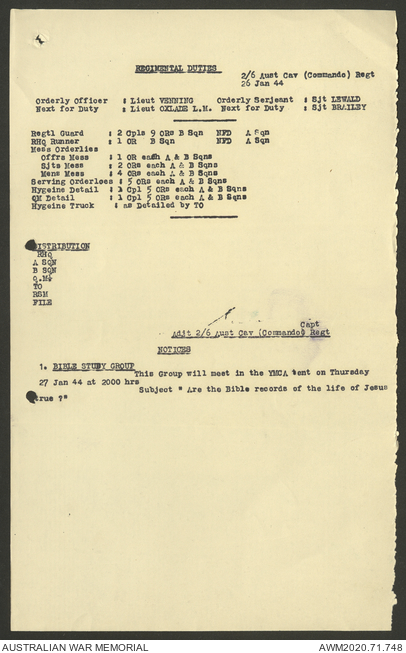 REGIMENTAL DUTIES
2/6 Aust Cav (Commando) Regt
26 Jan 44
Orderly Officer : Lieut VENNING Orderly Serjeant : Sjt LEWALD
Next for Duty : Lieut OXLADE L.M. Next for Duty : Sjt BRAILEY
Regtl Guard : 2 Cpls 9 ORs B Sqn NFD A Sqn
RHQ Runner : 1 OR B Sqn NFD A Sqn
Mess Orderlies
Offrs Mess : 1 OR each A & B Sqns
Sjts Mess : 2 ORs each A & B Sqns
Mens Mess : 4 ORs each A & B Sqns
Serving Orderloes : 5 ORs each A & B Sqns
Hygeine Detail : 1 Cpl 5 ORs each A & B Sqns
QM Detail : 1 Cpl 5 ORs each A & B Sqns
Hygeine Truck : as Detailed by TO
DISTRIBUTION
RHQ
A SQN
B SQN
Q.M.
TO
RSM
FILE
Capt
Adjt 2/6 Aust Cav (Commando) Regt
NOTICES
1. BIBLE STUDY GROUP
This Group will meet in the YMCA tent on Thursday
27 Jan 44 at 2000 hrs
Subject " Are the Bible records of the life of Jesus
true ?"
AUSTRALIAN WAR MEMORIAL AWM2020.71.748